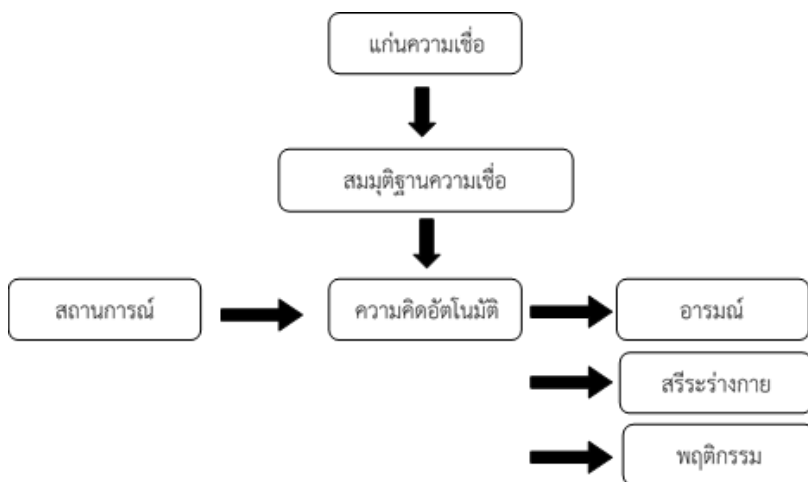 แก่นความเชื่อ
สมมุติฐานความเชื่อ
สถานการณ์
ความคิดอัตโนมัติ
อารมณ์
สรีระร่างกาย
พฤติกรรม